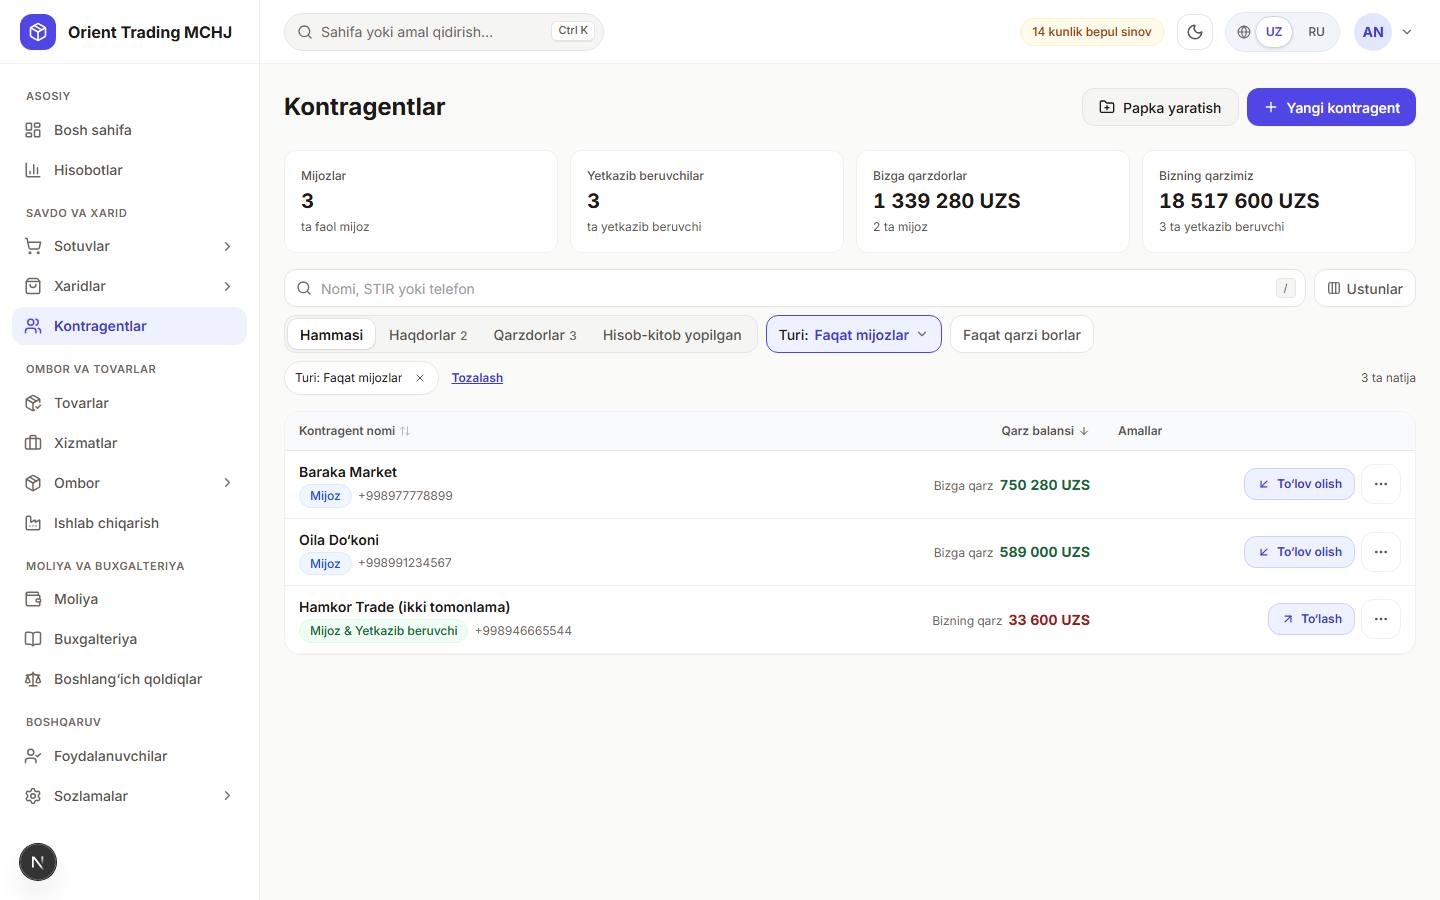 Orient Trading MCHJ
Sahifa yoki amal qidirish...
Ctrl K
14 kunlik bepul sinov
UZ
RU
AN
ASOSIY
Bosh sahifa
Hisobotlar
SAVDO VA XARID
Sotuvlar
Xaridlar
Kontragentlar
OMBOR VA TOVARLAR
Tovarlar
Xizmatlar
Ombor
Ishlab chiqarish
MOLIYA VA BUXGALTERIYA
Moliya
Buxgalteriya
Boshlang‘ich qoldiqlar
BOSHQARUV
Foydalanuvchilar
Sozlamalar
N
Kontragentlar
Papka yaratish
Yangi kontragent
Mijozlar
3
ta faol mijoz
Yetkazib beruvchilar
3
ta yetkazib beruvchi
Bizga qarzdorlar
1 339 280 UZS
2 ta mijoz
Bizning qarzimiz
18 517 600 UZS
3 ta yetkazib beruvchi
Nomi, STIR yoki telefon
/
Ustunlar
Hammasi
Haqdorlar 2
Qarzdorlar 3
Hisob-kitob yopilgan
Turi: Faqat mijozlar
Faqat qarzi borlar
Turi: Faqat mijozlar
Tozalash
3 ta natija
Kontragent nomi
Qarz balansi
Amallar
Baraka Market
Mijoz +998977778899
Bizga qarz 750 280 UZS
To‘lov olish
Oila Do‘koni
Mijoz +998991234567
Bizga qarz 589 000 UZS
To‘lov olish
Hamkor Trade (ikki tomonlama)
Mijoz & Yetkazib beruvchi +998946665544
Bizning qarz 33 600 UZS
To‘lash